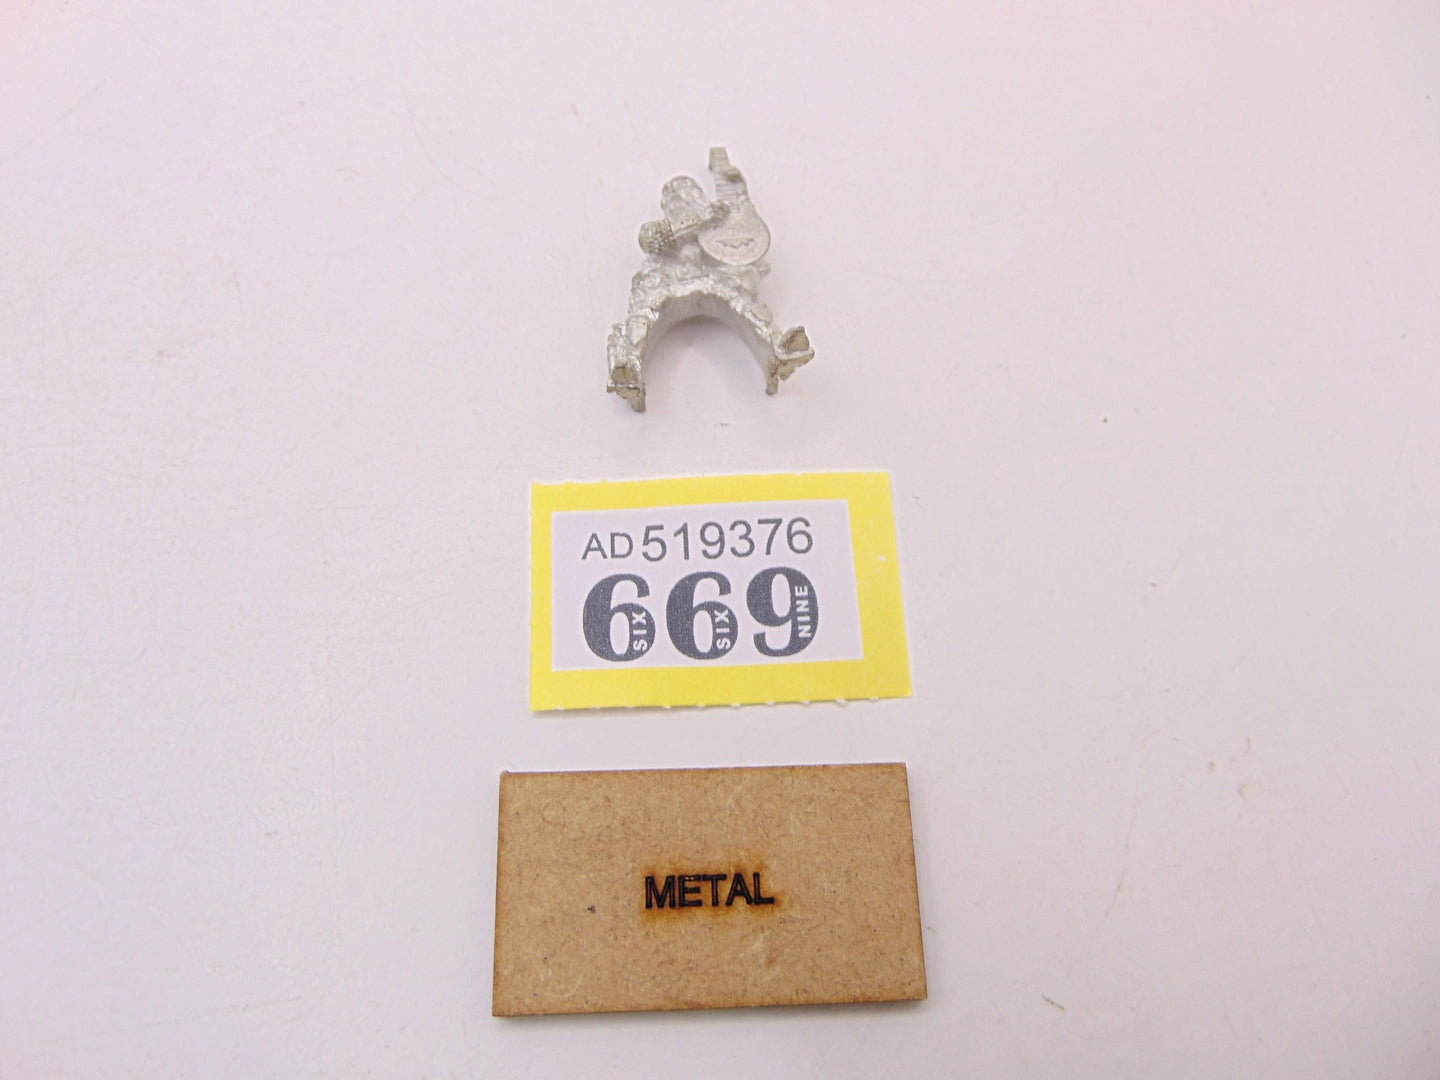 AD519376
669
SIX SIX NINE
METAL